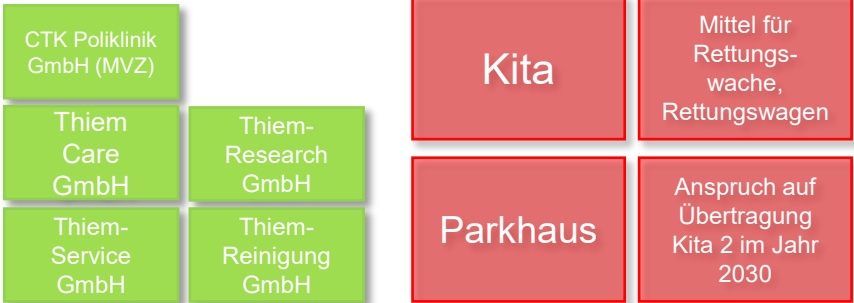 CTK Poliklinik
GmbH (MVZ)
Thiem
Care
GmbH
Thiem-
Research
GmbH
Thiem-
Service
GmbH
Thiem-
Reinigung
GmbH
Kita
Mittel für
Rettungs-
wache,
Rettungswagen
Parkhaus
Anspruch auf
Übertragung
Kita 2 im Jahr
2030